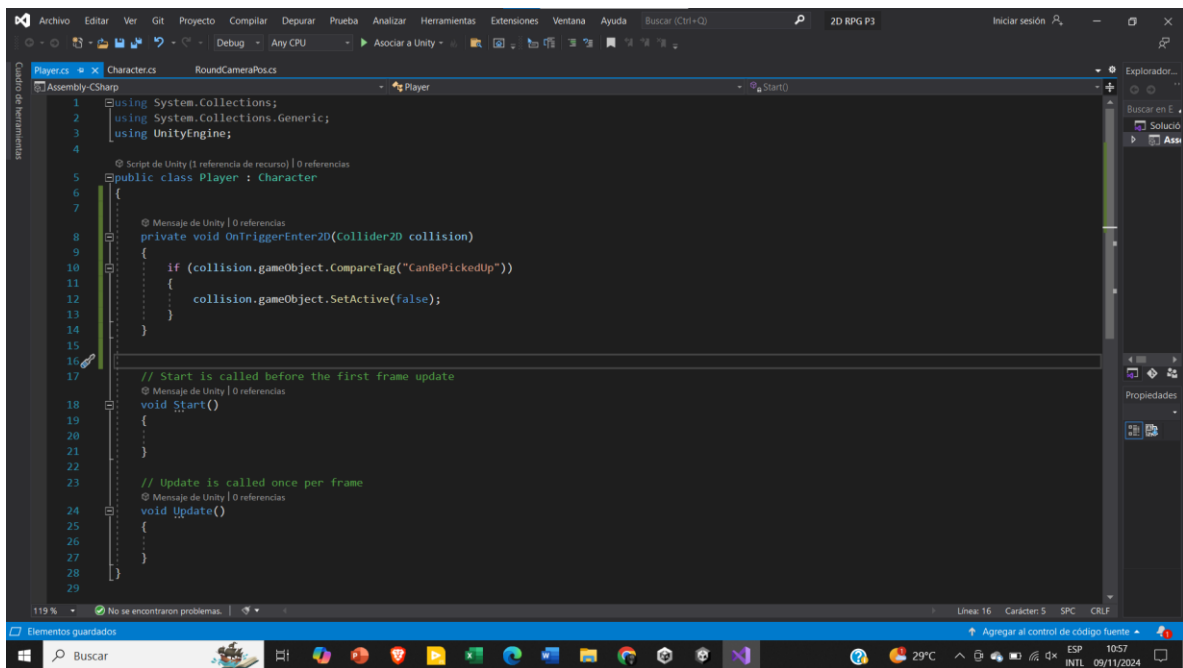 Archivo Editar Ver Git Proyecto Compilar Depurar Prueba Analizar Herramientas Extensiones Ventana Ayuda Buscar (Ctrl+Q) 2D RPG P3 Iniciar sesión
Debug Any CPU Asociar a Unity
Cuadro de herramientas
Player.cs Character.cs RoundCameraPos.cs Explorador...
Assembly-CSharp Player Start()
Buscar en E
Solució
Ass
1 using System.Collections;
2 using System.Collections.Generic;
3 using UnityEngine;
4
Script de Unity (1 referencia de recurso) | 0 referencias
5 public class Player : Character
6 {
7
Mensaje de Unity | 0 referencias
8 private void OnTriggerEnter2D(Collider2D collision)
9 {
10 if (collision.gameObject.CompareTag("CanBePickedUp"))
11 {
12 collision.gameObject.SetActive(false);
13 }
14 }
15
16
17 // Start is called before the first frame update
Mensaje de Unity | 0 referencias
18 void Start()
19 {
20
21 }
22
23 // Update is called once per frame
Mensaje de Unity | 0 referencias
24 void Update()
25 {
26
27 }
28 }
29
Propiedades
119 % No se encontraron problemas. Línea: 16 Carácter: 5 SPC CRLF
Elementos guardados Agregar al control de código fuente
Buscar 29°C ESP INTL 10:57 09/11/2024